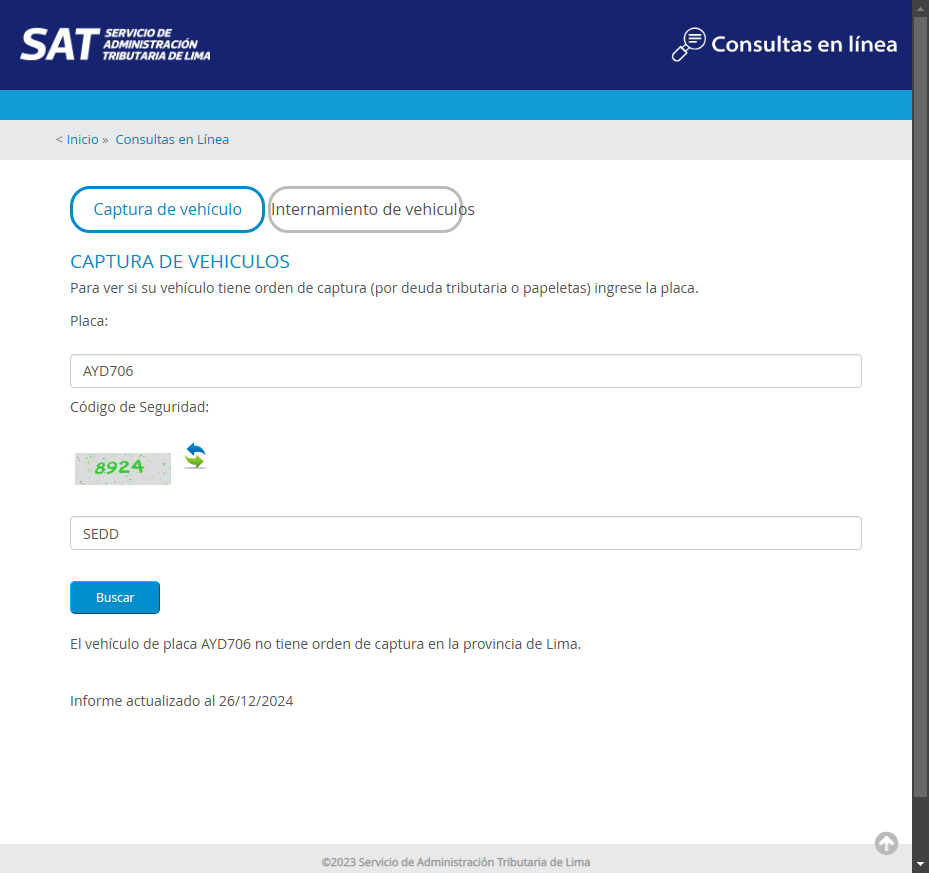 SAT SERVICIO DE
ADMINISTRACIÓN
TRIBUTARIA DE LIMA
Consultas en línea
< Inicio » Consultas en Línea
Captura de vehículo Internamiento de vehiculos
CAPTURA DE VEHICULOS
Para ver si su vehículo tiene orden de captura (por deuda tributaria o papeletas) ingrese la placa.
Placa:
AYD706
Código de Seguridad:
8924
SEDD
Buscar
El vehículo de placa AYD706 no tiene orden de captura en la provincia de Lima.
Informe actualizado al 26/12/2024
©2023 Servicio de Administración Tributaria de Lima